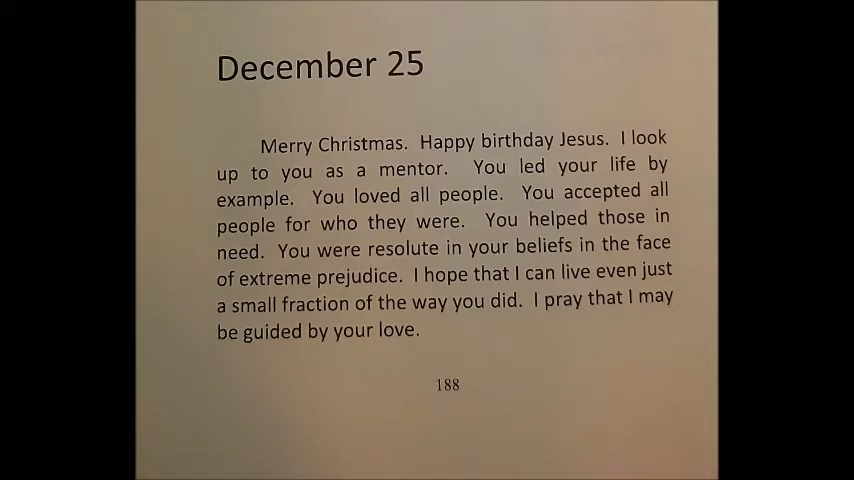 December 25
Merry Christmas.  Happy birthday Jesus.  I look
up to you as a mentor.  You led your life by
example.  You loved all people.  You accepted all
people for who they were.  You helped those in
need.  You were resolute in your beliefs in the face
of extreme prejudice.  I hope that I can live even just
a small fraction of the way you did.  I pray that I may
be guided by your love.
188